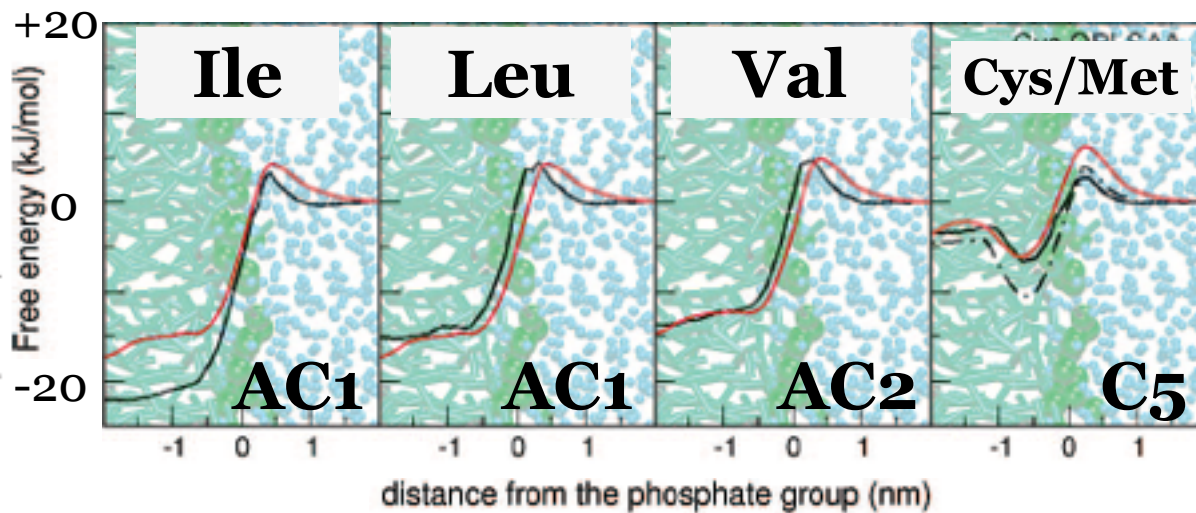 +20
Ile
Leu
Val
Cys/Met
Free energy (kJ/mol)
0
-20
AC1
AC1
AC2
C5
-1 0 1
-1 0 1
-1 0 1
-1 0 1
distance from the phosphate group (nm)